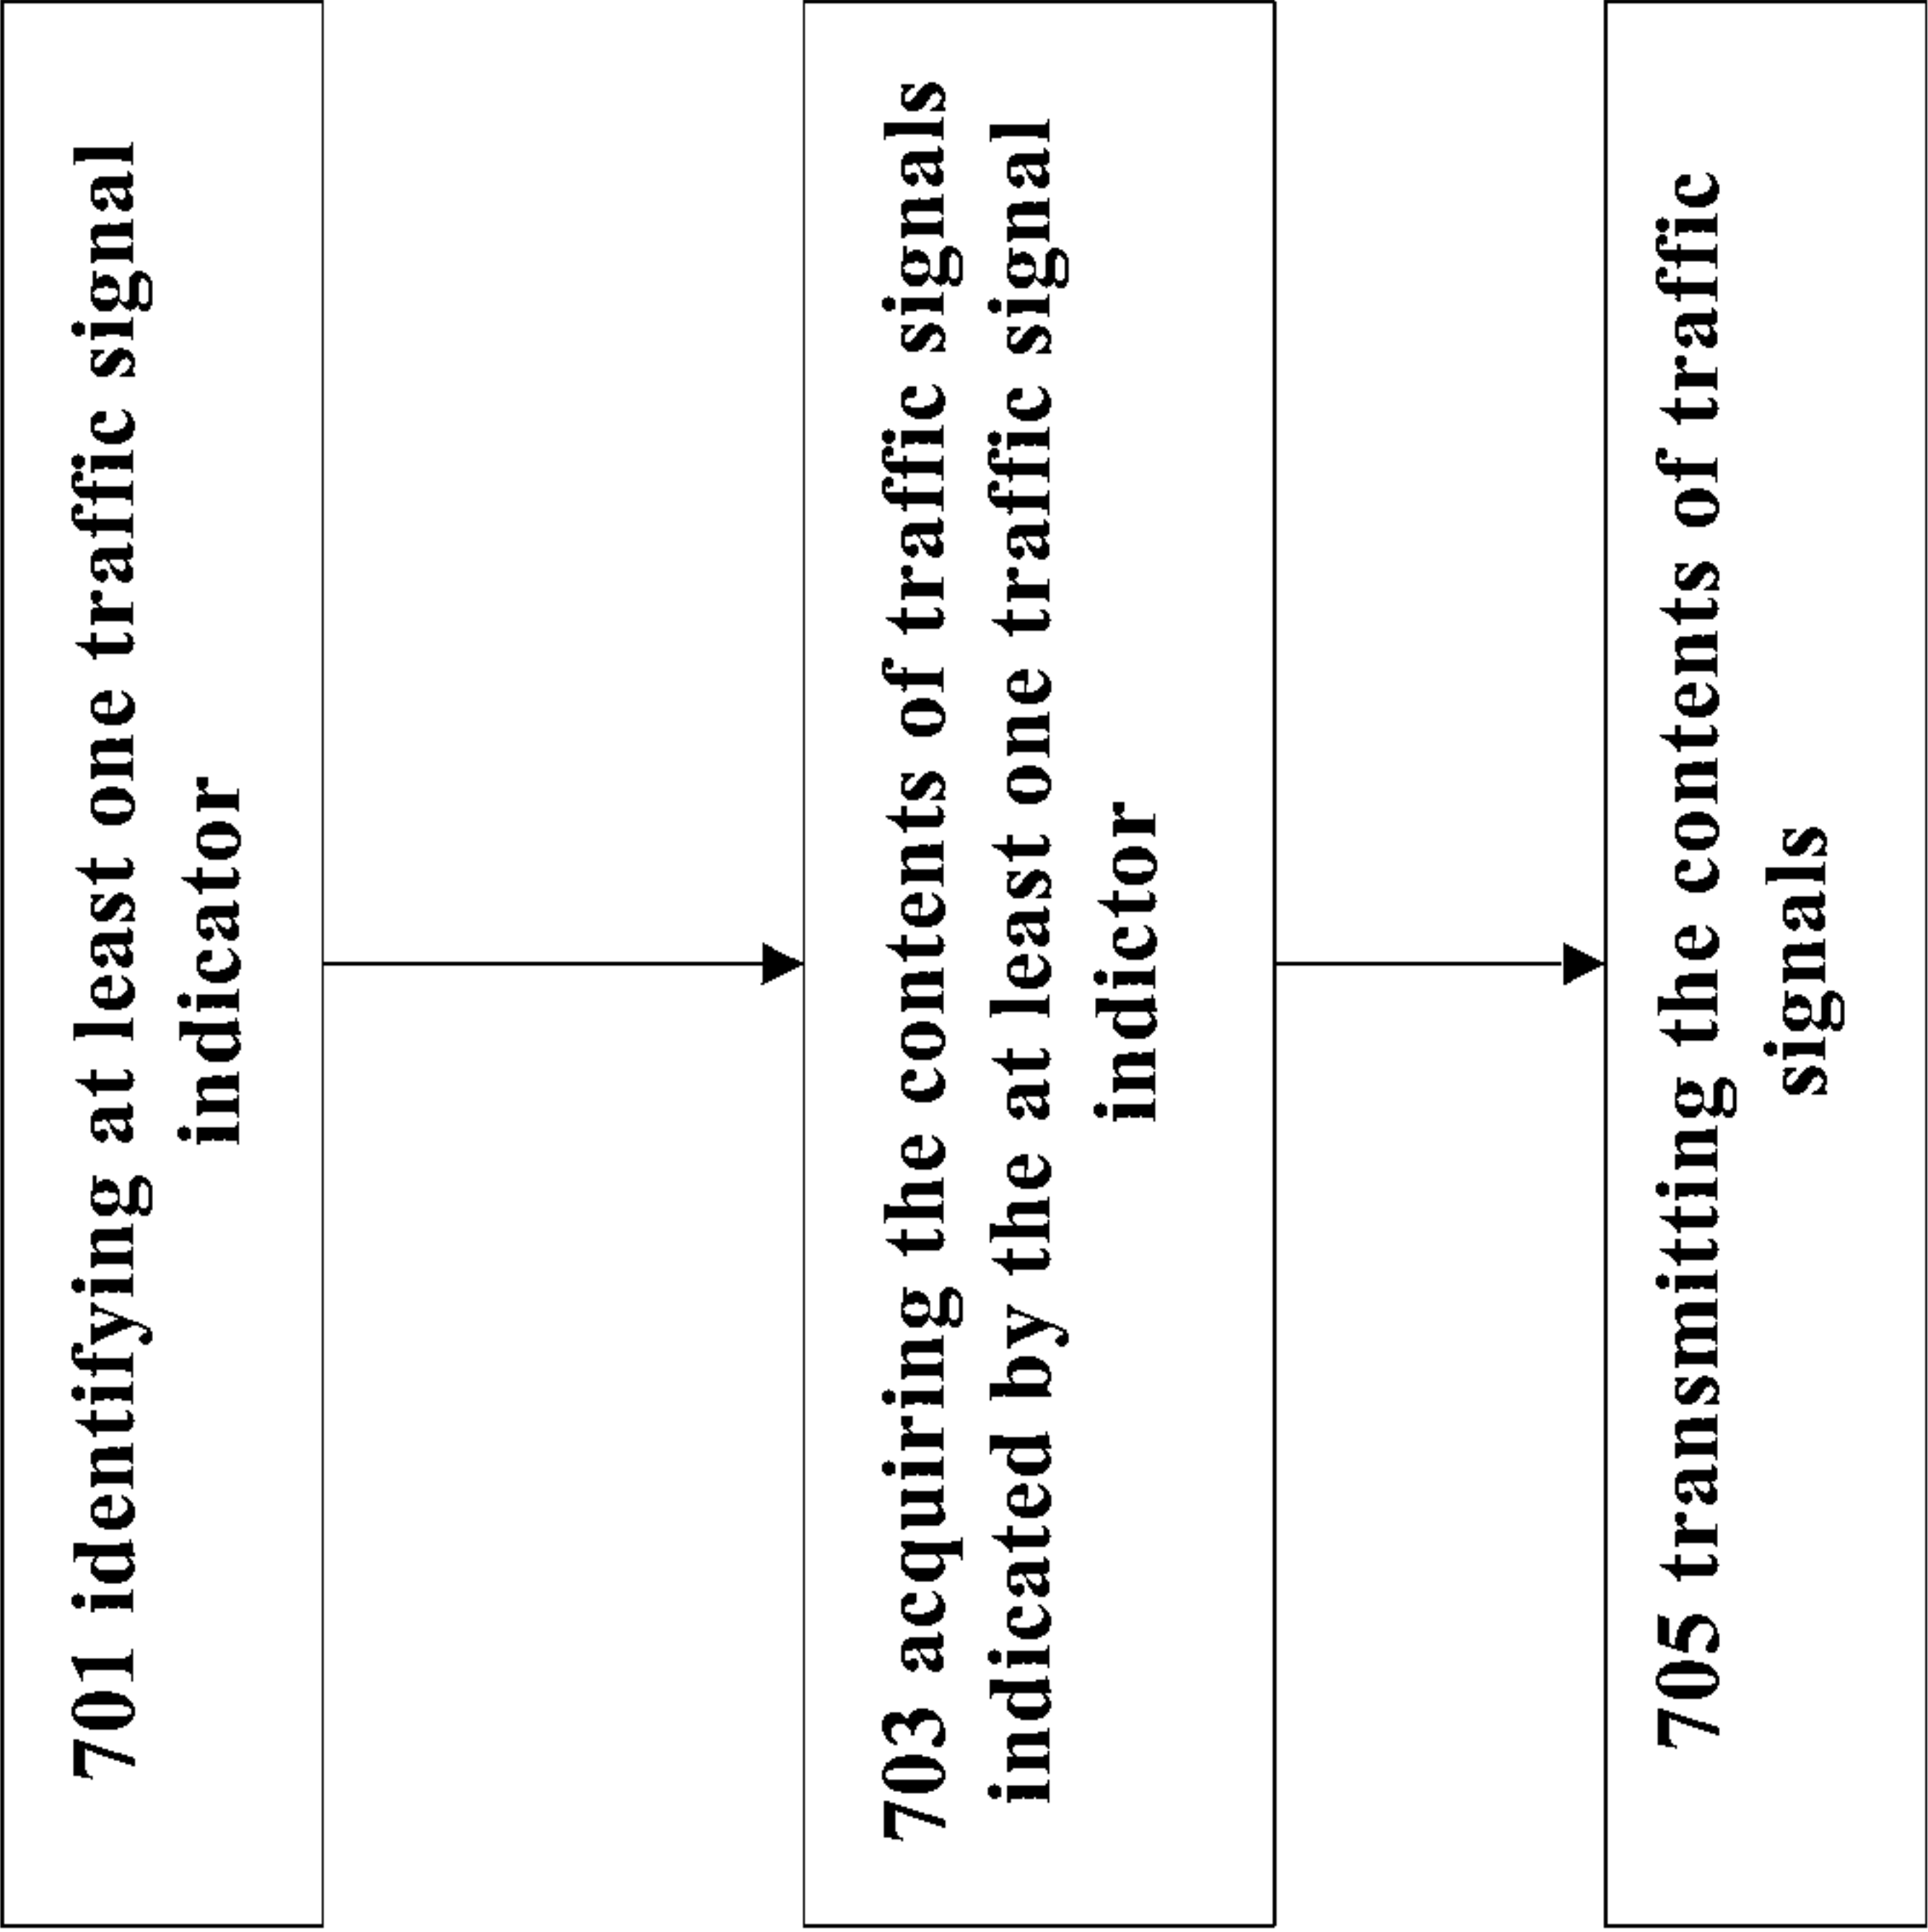 701 identifying at least one traffic signal
indicator
703 acquiring the contents of traffic signals
indicated by the at least one traffic signal
indictor
705 transmitting the contents of traffic
signals